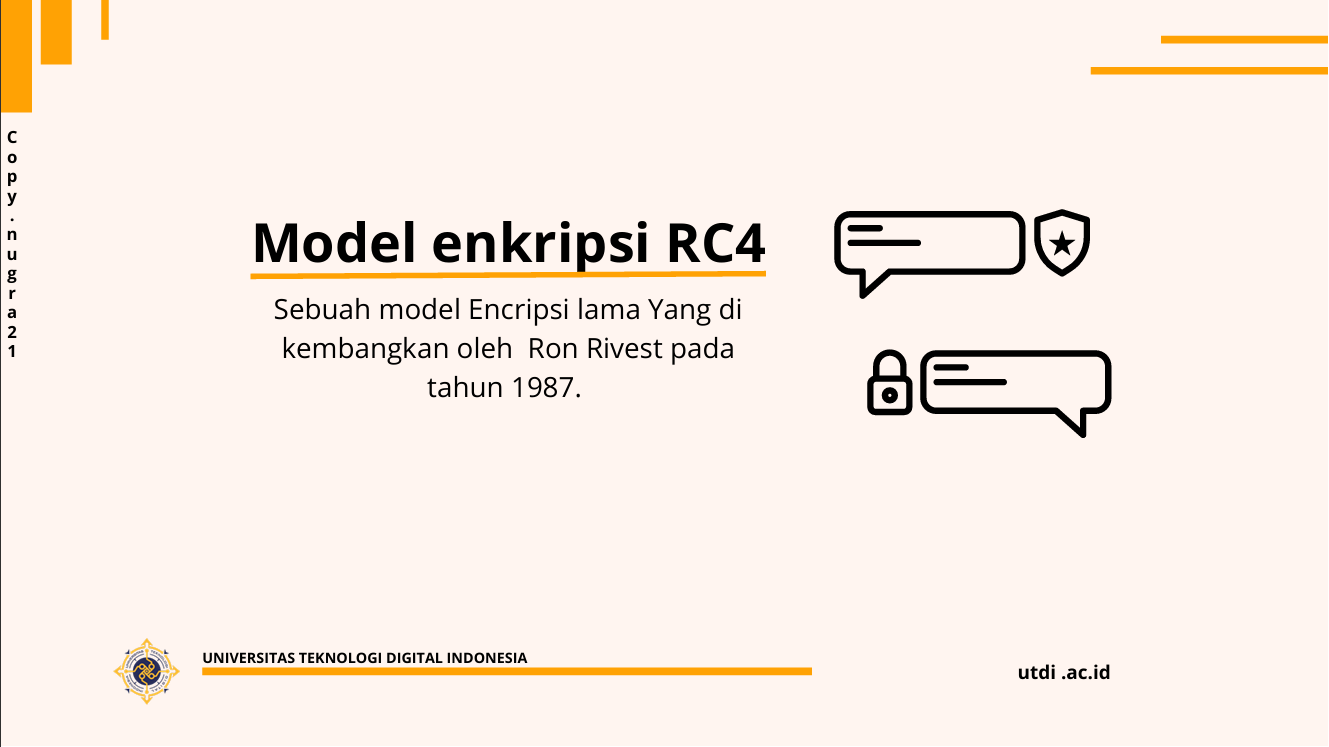 Copy.nugra21
Model enkripsi RC4
Sebuah model Encripsi lama Yang di
kembangkan oleh  Ron Rivest pada
tahun 1987.
UNIVERSITAS TEKNOLOGI DIGITAL INDONESIA
utdi .ac.id